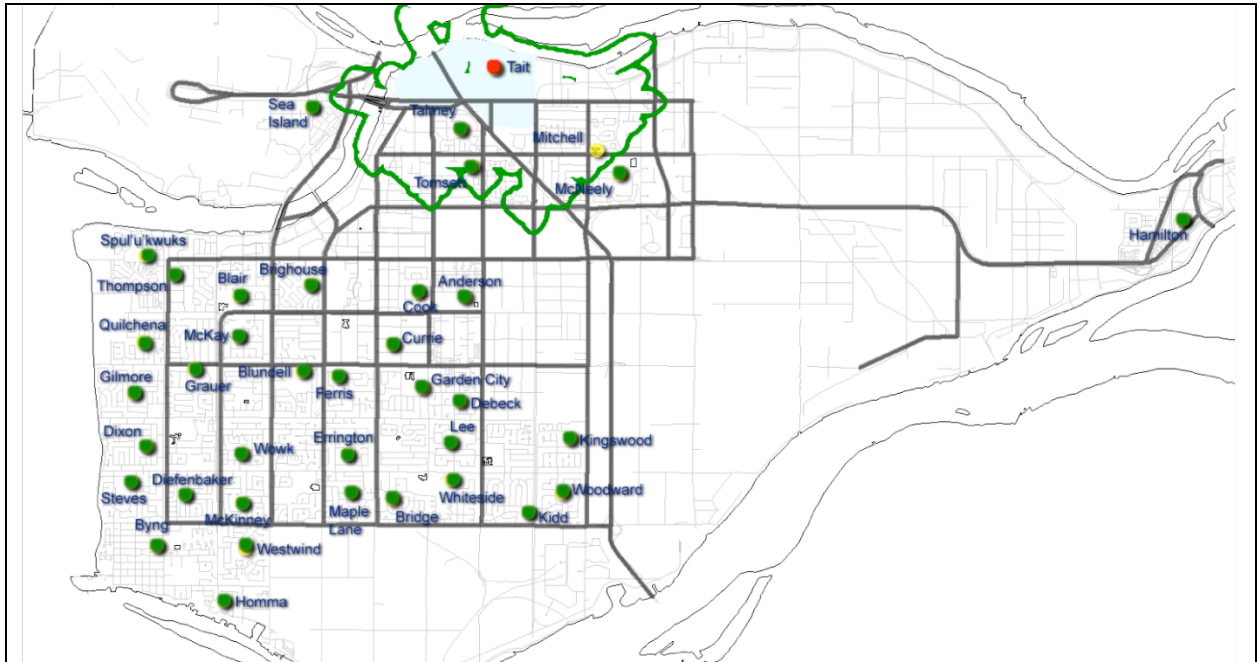 Tait
Sea
Island
Talmey
Mitchell
Tomsett
McNeely
Hamilton
Spul'u'kwuks
Thompson
Blair
Brighouse
Anderson
Cook
Quilchena
McKay
Currie
Gilmore
Grauer
Blundell
Ferris
Garden City
Debeck
Dixon
Wowk
Errington
Lee
Kingswood
Steves
Diefenbaker
McKinney
Maple
Lane
Bridge
Whiteside
Woodward
Kidd
Byng
Westwind
Homma